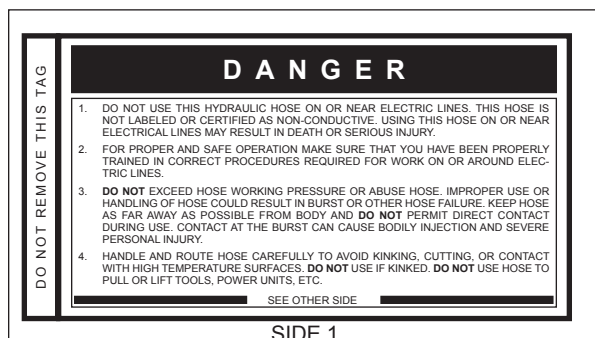 DO NOT REMOVE THIS TAG
D A N G E R
1. DO NOT USE THIS HYDRAULIC HOSE ON OR NEAR ELECTRIC LINES. THIS HOSE IS
NOT LABELED OR CERTIFIED AS NON-CONDUCTIVE. USING THIS HOSE ON OR NEAR
ELECTRICAL LINES MAY RESULT IN DEATH OR SERIOUS INJURY.
2. FOR PROPER AND SAFE OPERATION MAKE SURE THAT YOU HAVE BEEN PROPERLY
TRAINED IN CORRECT PROCEDURES REQUIRED FOR WORK ON OR AROUND ELEC-
TRIC LINES.
3. DO NOT EXCEED HOSE WORKING PRESSURE OR ABUSE HOSE. IMPROPER USE OR
HANDLING OF HOSE COULD RESULT IN BURST OR OTHER HOSE FAILURE. KEEP HOSE
AS FAR AWAY AS POSSIBLE FROM BODY AND DO NOT PERMIT DIRECT CONTACT
DURING USE. CONTACT AT THE BURST CAN CAUSE BODILY INJECTION AND SEVERE
PERSONAL INJURY.
4. HANDLE AND ROUTE HOSE CAREFULLY TO AVOID KINKING, CUTTING, OR CONTACT
WITH HIGH TEMPERATURE SURFACES. DO NOT USE IF KINKED. DO NOT USE HOSE TO
PULL OR LIFT TOOLS, POWER UNITS, ETC.
SEE OTHER SIDE
SIDE 1